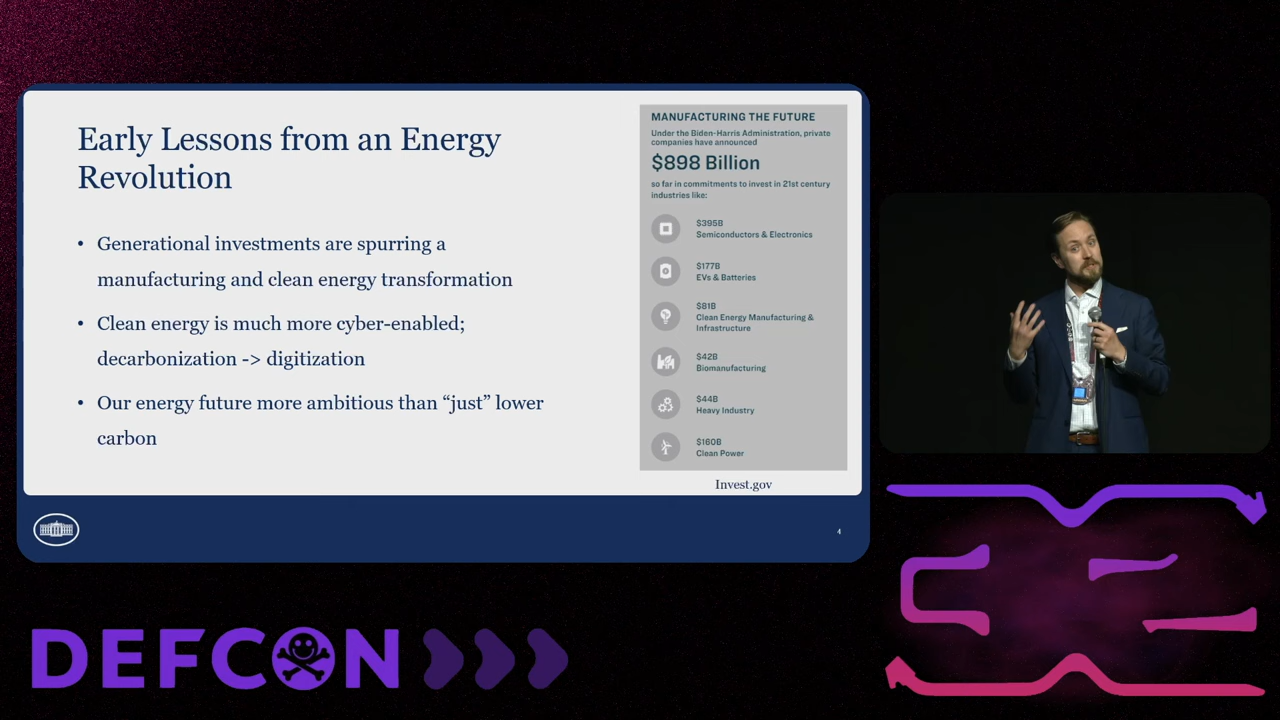 Early Lessons from an Energy
Revolution
• Generational investments are spurring a
manufacturing and clean energy transformation
• Clean energy is much more cyber-enabled;
decarbonization -> digitization
• Our energy future more ambitious than “just” lower
carbon
MANUFACTURING THE FUTURE
Under the Biden-Harris Administration, private
companies have announced
$898 Billion
so far in commitments to invest in 21st century
industries like:
$395B
Semiconductors & Electronics
$177B
EVs & Batteries
$81B
Clean Energy Manufacturing &
Infrastructure
$42B
Biomanufacturing
$44B
Heavy Industry
$160B
Clean Power
Invest.gov
4
DEFCON